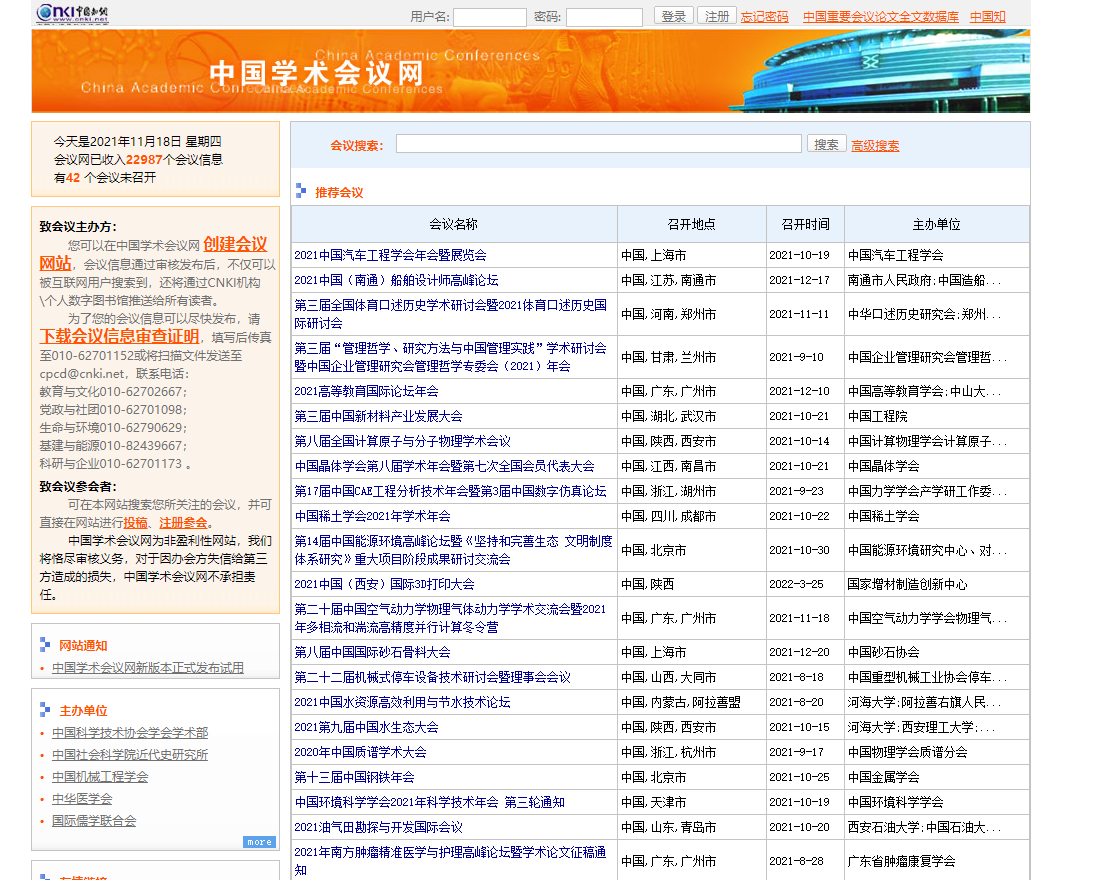 CNKI 中国知网
www.cnki.net
用户名: 密码: 登录 注册 忘记密码 中国重要会议论文全文数据库 中国知
China Academic Conferences
中国学术会议网
China Academic Conferences
China Academic Conferences
今天是2021年11月18日 星期四
会议网已收入22987个会议信息
有42 个会议未召开
致会议主办方:
您可以在中国学术会议网 创建会议
网站，会议信息通过审核发布后，不仅可以
被互联网用户搜索到，还将通过CNKI机构
\个人数字图书馆推送给所有读者。
为了您的会议信息可以尽快发布，请
下载会议信息审查证明，填写后传真
至010-62701152或将扫描文件发送至
cpcd@cnki.net，联系电话：
教育与文化010-62702667；
党政与社团010-62701098；
生命与环境010-62790629；
基建与能源010-82439667；
科研与企业010-62701173 。
致会议参会者:
可在本网站搜索您所关注的会议，并可
直接在网站进行投稿、注册参会。
中国学术会议网为非盈利性网站，我们
将恪尽审核义务，对于因办会方失信给第三
方造成的损失，中国学术会议网不承担责
任。
网站通知
• 中国学术会议网新版本正式发布试用
主办单位
• 中国科学技术协会学会学术部
• 中国社会科学院近代史研究所
• 中国机械工程学会
• 中华医学会
• 国际儒学联合会
more
会议搜索： 搜索 高级搜索
推荐会议
会议名称 召开地点 召开时间 主办单位
2021中国汽车工程学会年会暨展览会 中国,上海市 2021-10-19 中国汽车工程学会
2021中国（南通）船舶设计师高峰论坛 中国,江苏,南通市 2021-12-17 南通市人民政府;中国造船...
第三届全国体育口述历史学术研讨会暨2021体育口述历史国
际研讨会 中国,河南,郑州市 2021-11-11 中华口述历史研究会;郑州...
第三届“管理哲学、研究方法与中国管理实践”学术研讨会
暨中国企业管理研究会管理哲学专委会（2021）年会 中国,甘肃,兰州市 2021-9-10 中国企业管理研究会管理哲...
2021高等教育国际论坛年会 中国,广东,广州市 2021-12-10 中国高等教育学会;中山大...
第三届中国新材料产业发展大会 中国,湖北,武汉市 2021-10-21 中国工程院
第八届全国计算原子与分子物理学术会议 中国,陕西,西安市 2021-10-14 中国计算物理学会计算原子...
中国晶体学会第八届学术年会暨第七次全国会员代表大会 中国,江西,南昌市 2021-10-21 中国晶体学会
第17届中国CAE工程分析技术年会暨第3届中国数字仿真论坛 中国,浙江,湖州市 2021-9-23 中国力学学会产学研工作委...
中国稀土学会2021年学术年会 中国,四川,成都市 2021-10-22 中国稀土学会
第14届中国能源环境高峰论坛暨《坚持和完善生态 文明制度
体系研究》重大项目阶段成果研讨交流会 中国,北京市 2021-10-30 中国能源环境研究中心、对...
2021中国（西安）国际3D打印大会 中国,陕西 2022-3-25 国家增材制造创新中心
第二十届中国空气动力学物理气体动力学学术交流会暨2021
年多相流和湍流高精度并行计算冬令营 中国,广东,广州市 2021-11-18 中国空气动力学学会物理气...
第八届中国国际砂石骨料大会 中国,上海市 2021-12-20 中国砂石协会
第二十二届机械式停车设备技术研讨会暨理事会会议 中国,山西,大同市 2021-8-18 中国重型机械工业协会停车...
2021中国水资源高效利用与节水技术论坛 中国,内蒙古,阿拉善盟 2021-8-20 河海大学;阿拉善右旗人民...
2021第九届中国水生态大会 中国,陕西,西安市 2021-10-15 河海大学;西安理工大学;...
2020年中国质谱学术大会 中国,浙江,杭州市 2021-9-17 中国物理学会质谱分会
第十三届中国钢铁年会 中国,北京市 2021-10-25 中国金属学会
中国环境科学学会2021年科学技术年会 第三轮通知 中国,天津市 2021-10-19 中国环境科学学会
2021油气田勘探与开发国际会议 中国,山东,青岛市 2021-10-20 西安石油大学;中国石油大...
2021年南方肿瘤精准医学与护理高峰论坛暨学术论文征稿通
知 中国,广东,广州市 2021-8-28 广东省肿瘤康复学会